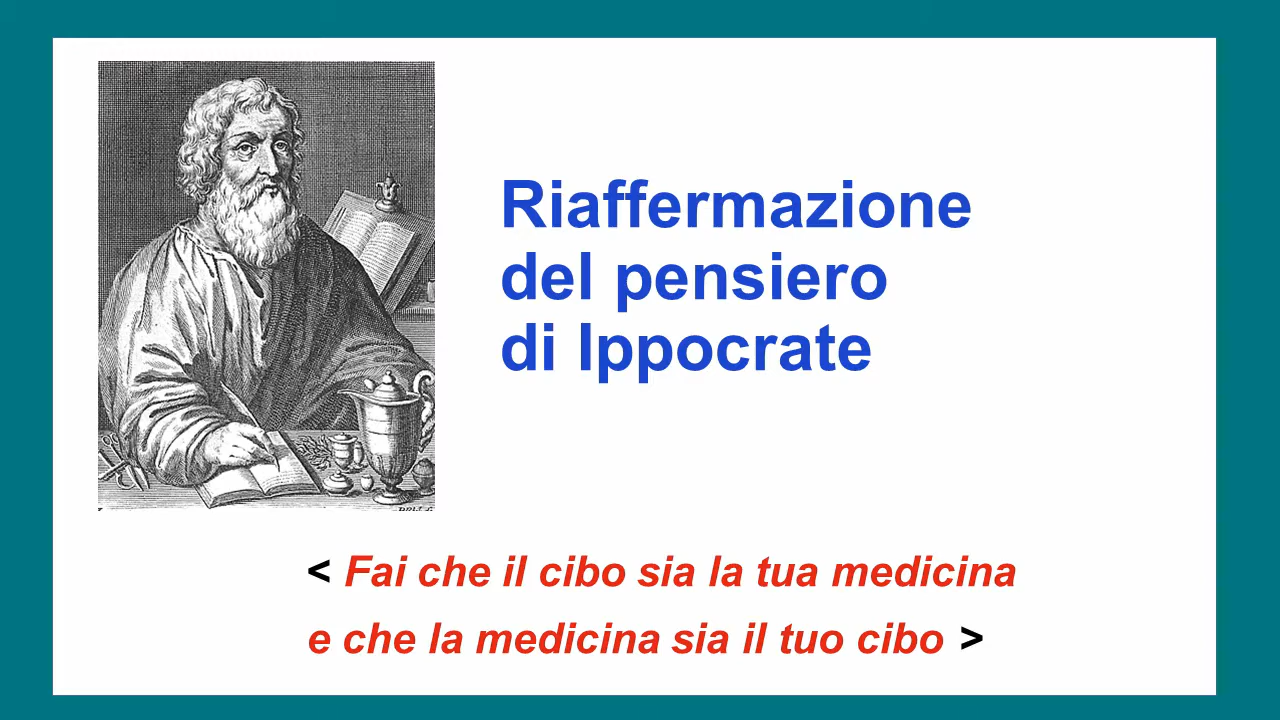 Riaffermazione
del pensiero
di Ippocrate
< Fai che il cibo sia la tua medicina
e che la medicina sia il tuo cibo >